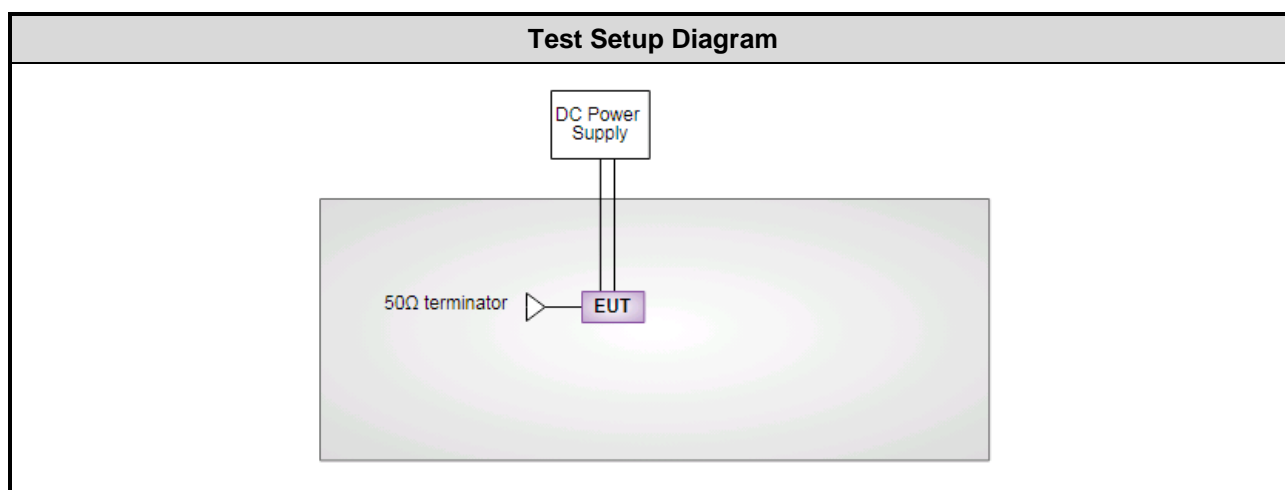 Test Setup Diagram
DC Power
Supply
50Ω terminator
EUT